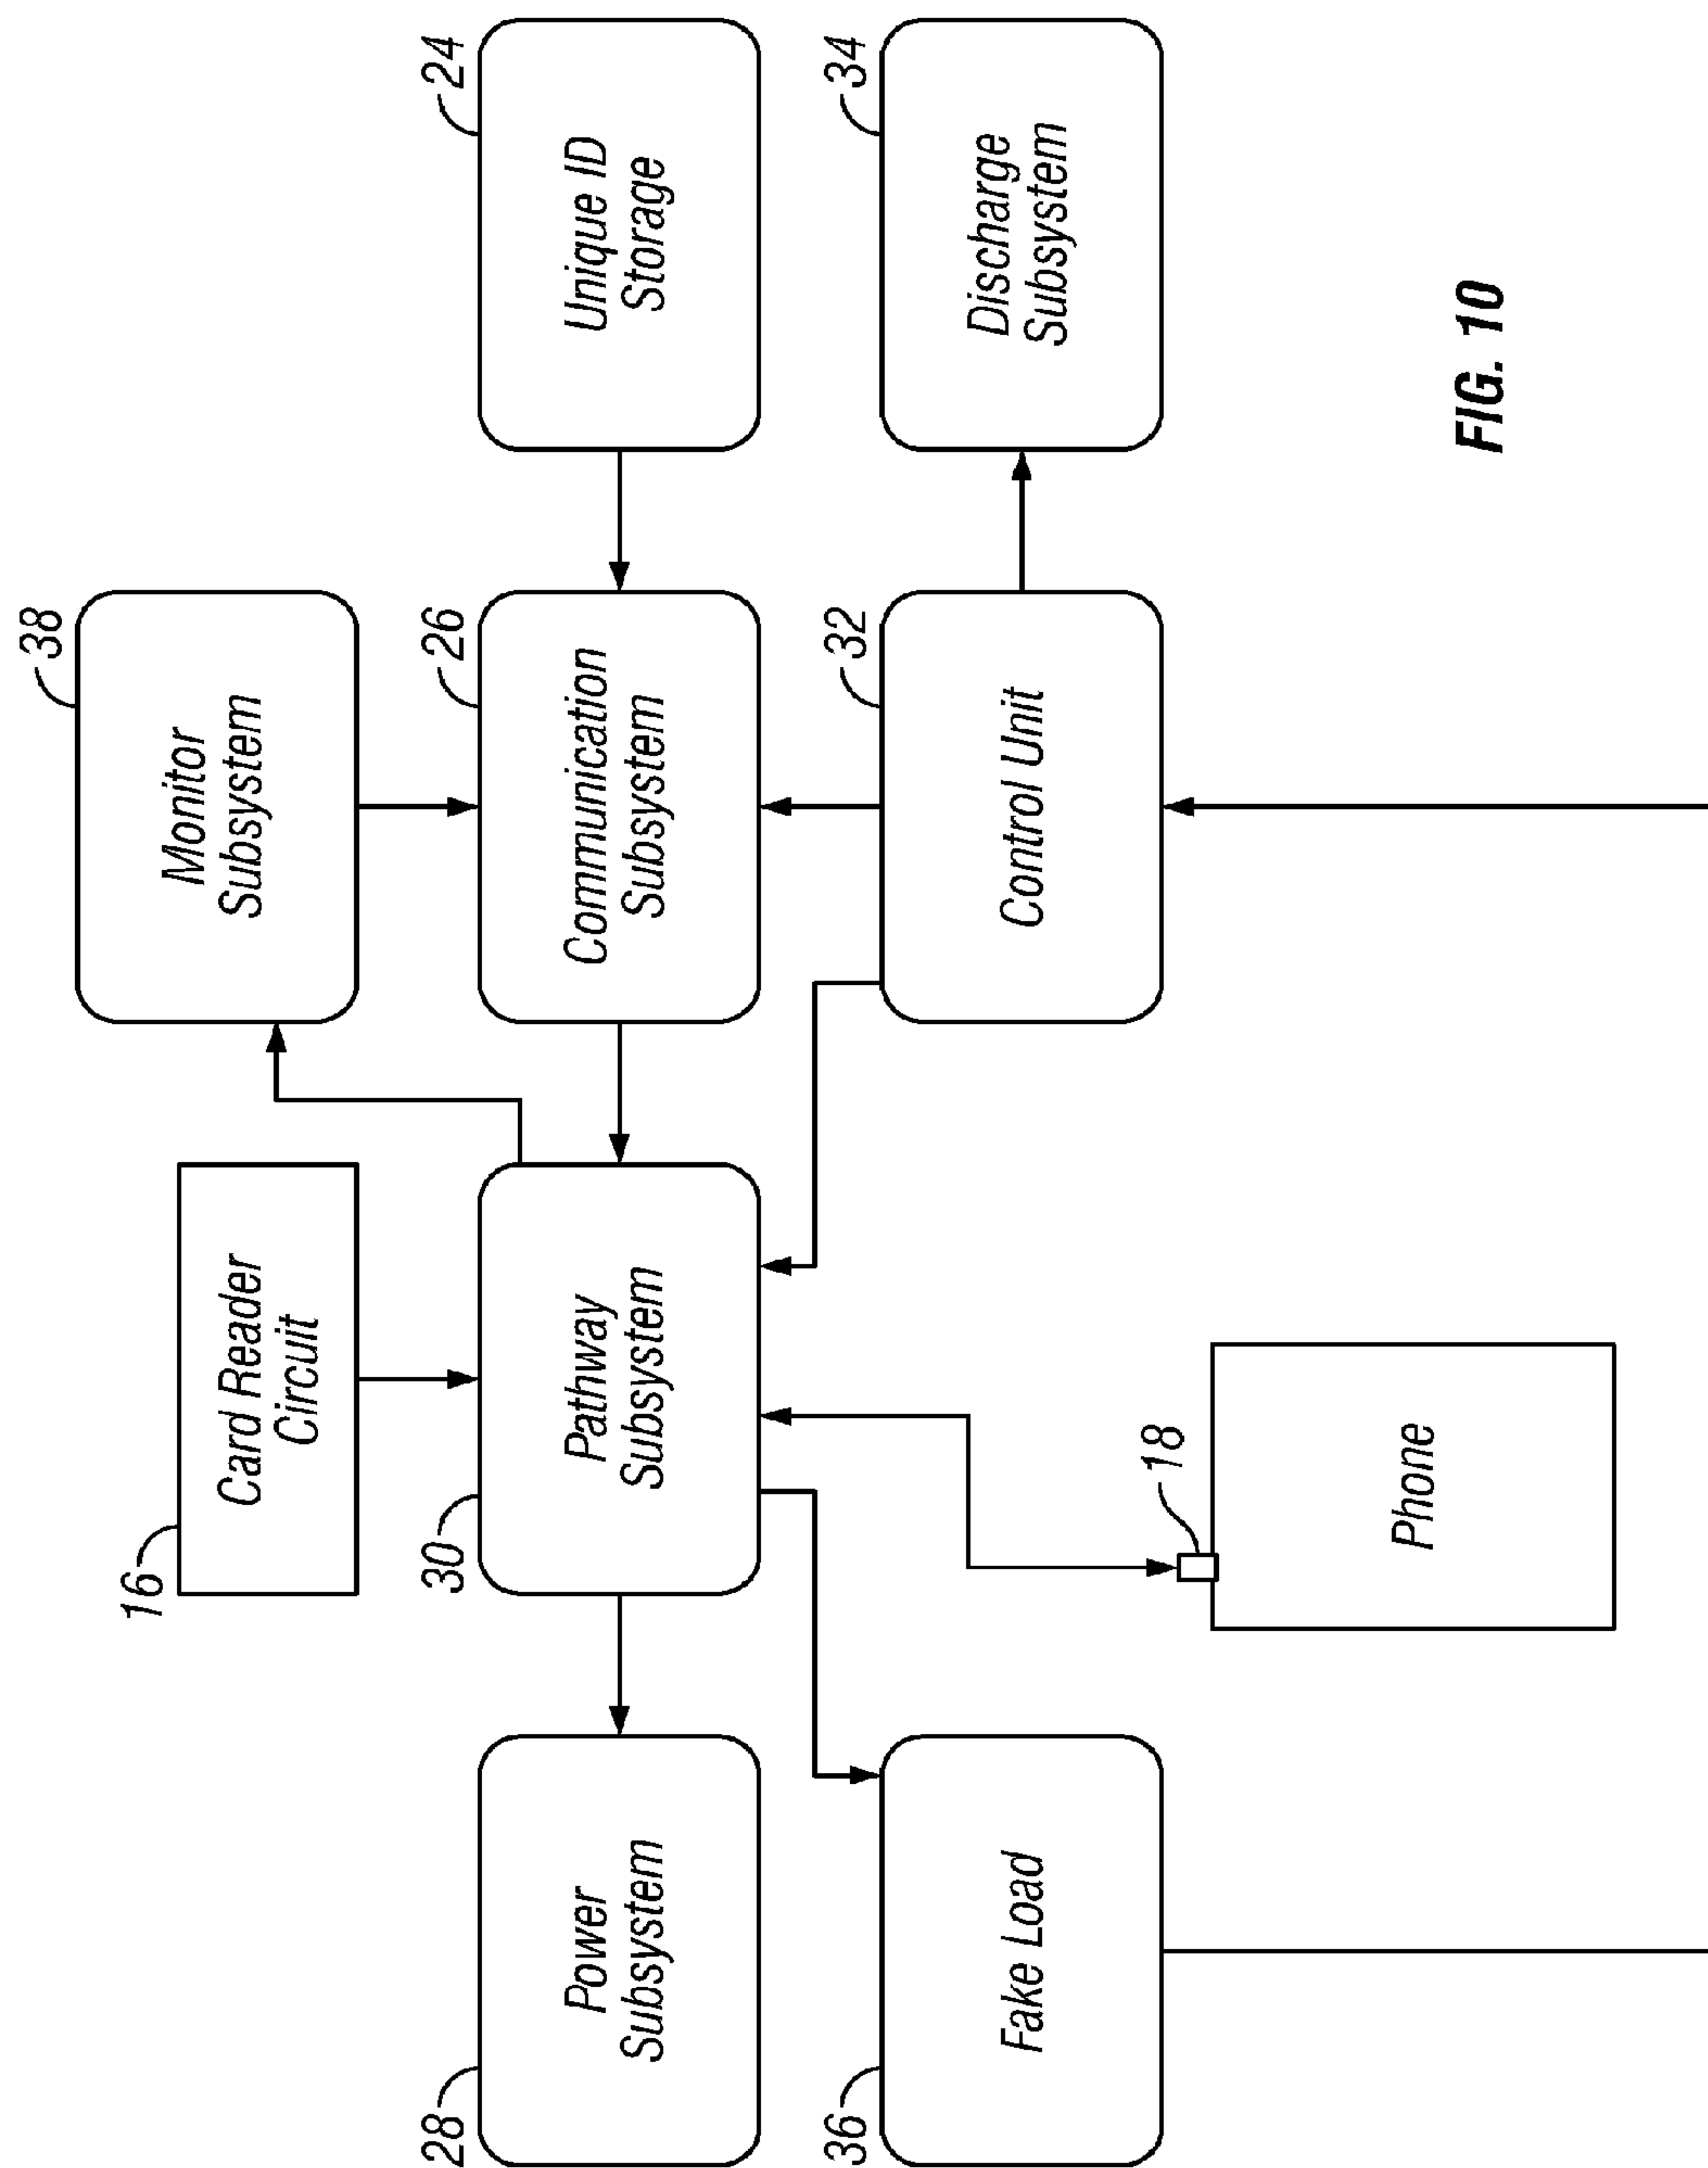 38
Monitor
Subsystem
16
Card Reader
Circuit
28
Power
Subsystem
30
Pathway
Subsystem
26
Communication
Subsystem
24
Unique ID
Storage
36
Fake Load
32
Control Unit
34
Discharge
Subsystem
18
Phone
FIG. 10